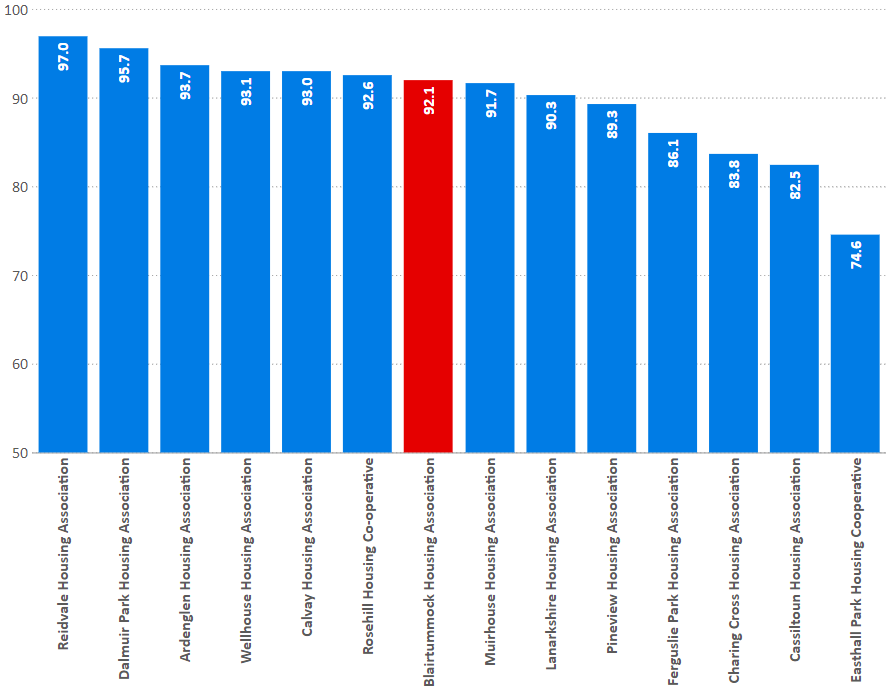 100
90
80
70
60
50
97.0
95.7
93.7
93.1
93.0
92.6
92.1
91.7
90.3
89.3
86.1
83.8
82.5
74.6
Reidvale Housing Association
Dalmuir Park Housing Association
Ardenglen Housing Association
Wellhouse Housing Association
Calvay Housing Association
Rosehill Housing Co-operative
Blairtummock Housing Association
Muirhouse Housing Association
Lanarkshire Housing Association
Pineview Housing Association
Ferguslie Park Housing Association
Charing Cross Housing Association
Cassiltoun Housing Association
Easthall Park Housing Cooperative